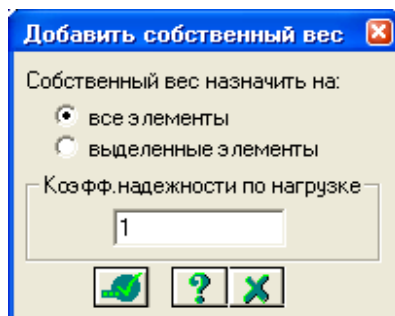 Добавить собственный вес
Собственный вес назначить на:
все элементы
выделенные элементы
Коэфф.надежности по нагрузке
1
?